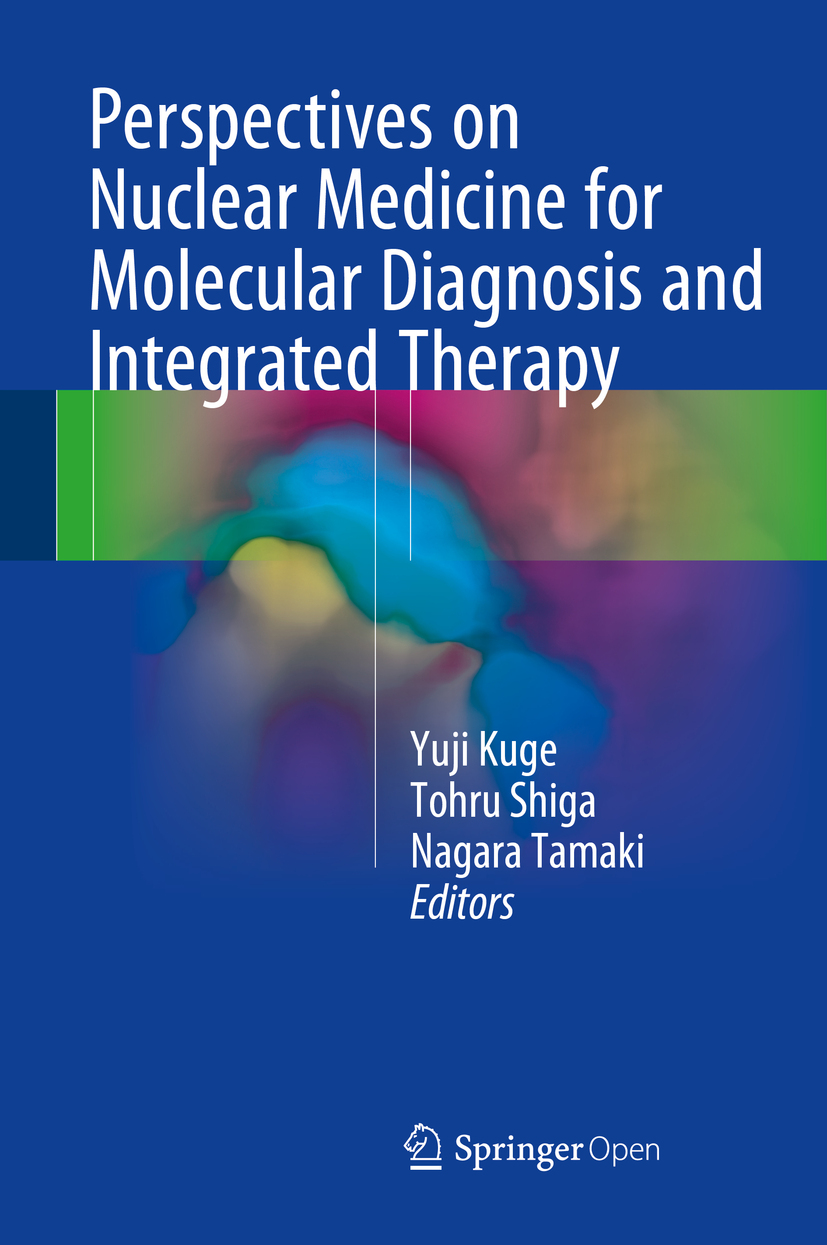 Perspectives on
Nuclear Medicine for
Molecular Diagnosis and
Integrated Therapy
Yuji Kuge
Tohru Shiga
Nagara Tamaki
Editors
Springer Open